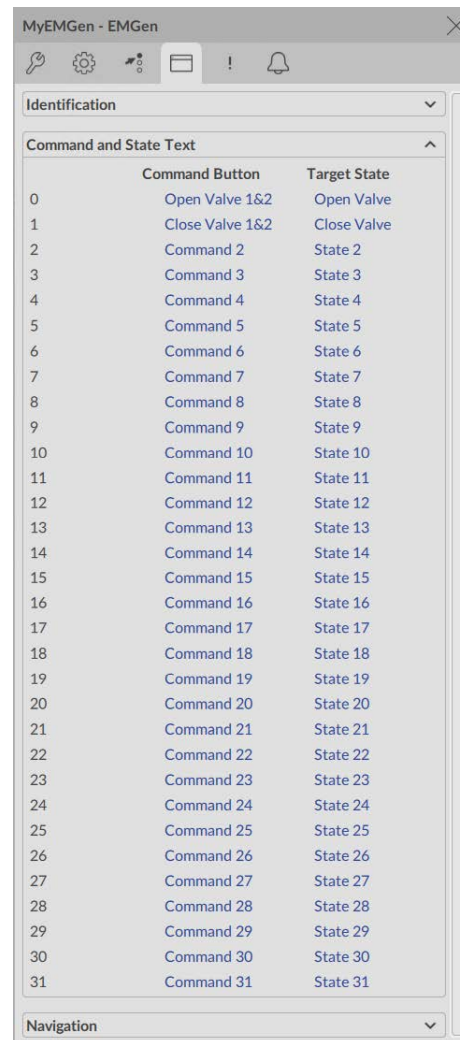 MyEMGen - EMGen
!
Identification
Command and State Text
Command Button Target State
0 Open Valve 1&2 Open Valve
1 Close Valve 1&2 Close Valve
2 Command 2 State 2
3 Command 3 State 3
4 Command 4 State 4
5 Command 5 State 5
6 Command 6 State 6
7 Command 7 State 7
8 Command 8 State 8
9 Command 9 State 9
10 Command 10 State 10
11 Command 11 State 11
12 Command 12 State 12
13 Command 13 State 13
14 Command 14 State 14
15 Command 15 State 15
16 Command 16 State 16
17 Command 17 State 17
18 Command 18 State 18
19 Command 19 State 19
20 Command 20 State 20
21 Command 21 State 21
22 Command 22 State 22
23 Command 23 State 23
24 Command 24 State 24
25 Command 25 State 25
26 Command 26 State 26
27 Command 27 State 27
28 Command 28 State 28
29 Command 29 State 29
30 Command 30 State 30
31 Command 31 State 31
Navigation